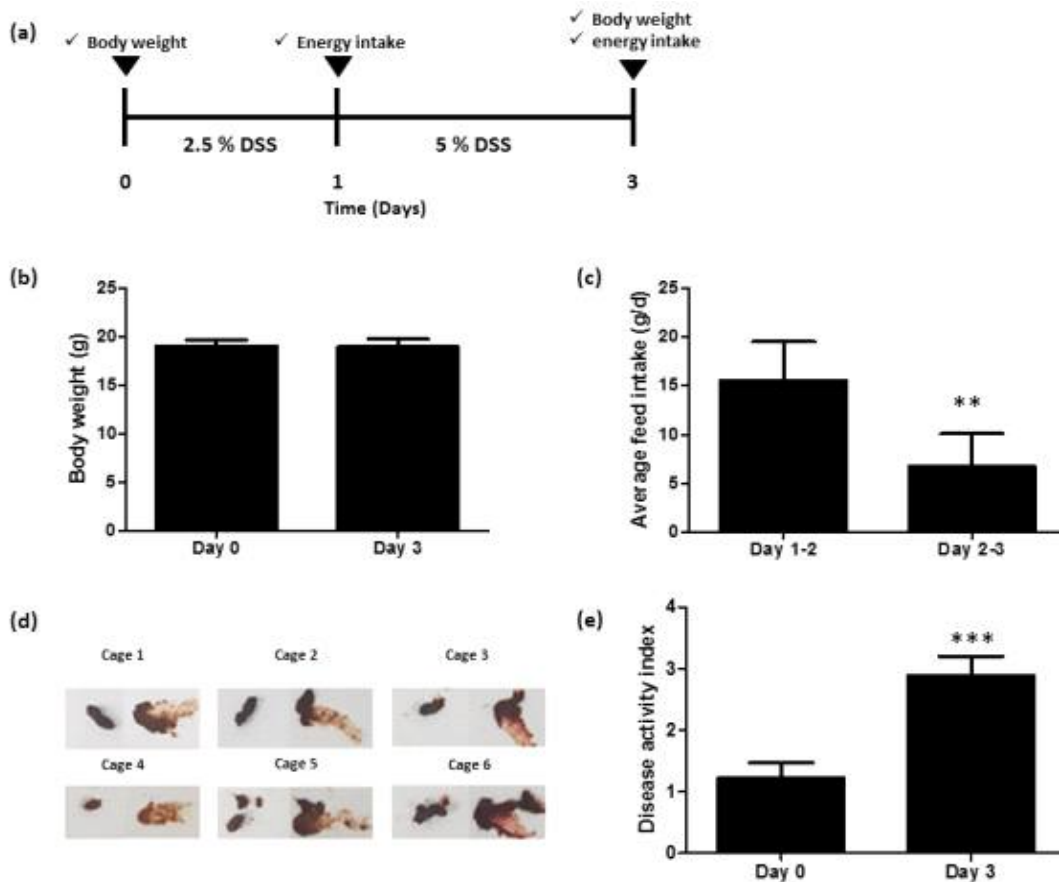 (a)
✓ Body weight
✓ Energy intake
✓ Body weight
✓ energy intake
2.5 % DSS
5 % DSS
0
1
3
Time (Days)
(b)
Body weight (g)
25
20
15
10
5
0
Day 0
Day 3
(c)
Average feed intake (g/d)
25
20
15
10
5
0
**
Day 1-2
Day 2-3
(d)
Cage 1
Cage 2
Cage 3
Cage 4
Cage 5
Cage 6
(e)
Disease activity index
4
3
2
1
0
***
Day 0
Day 3